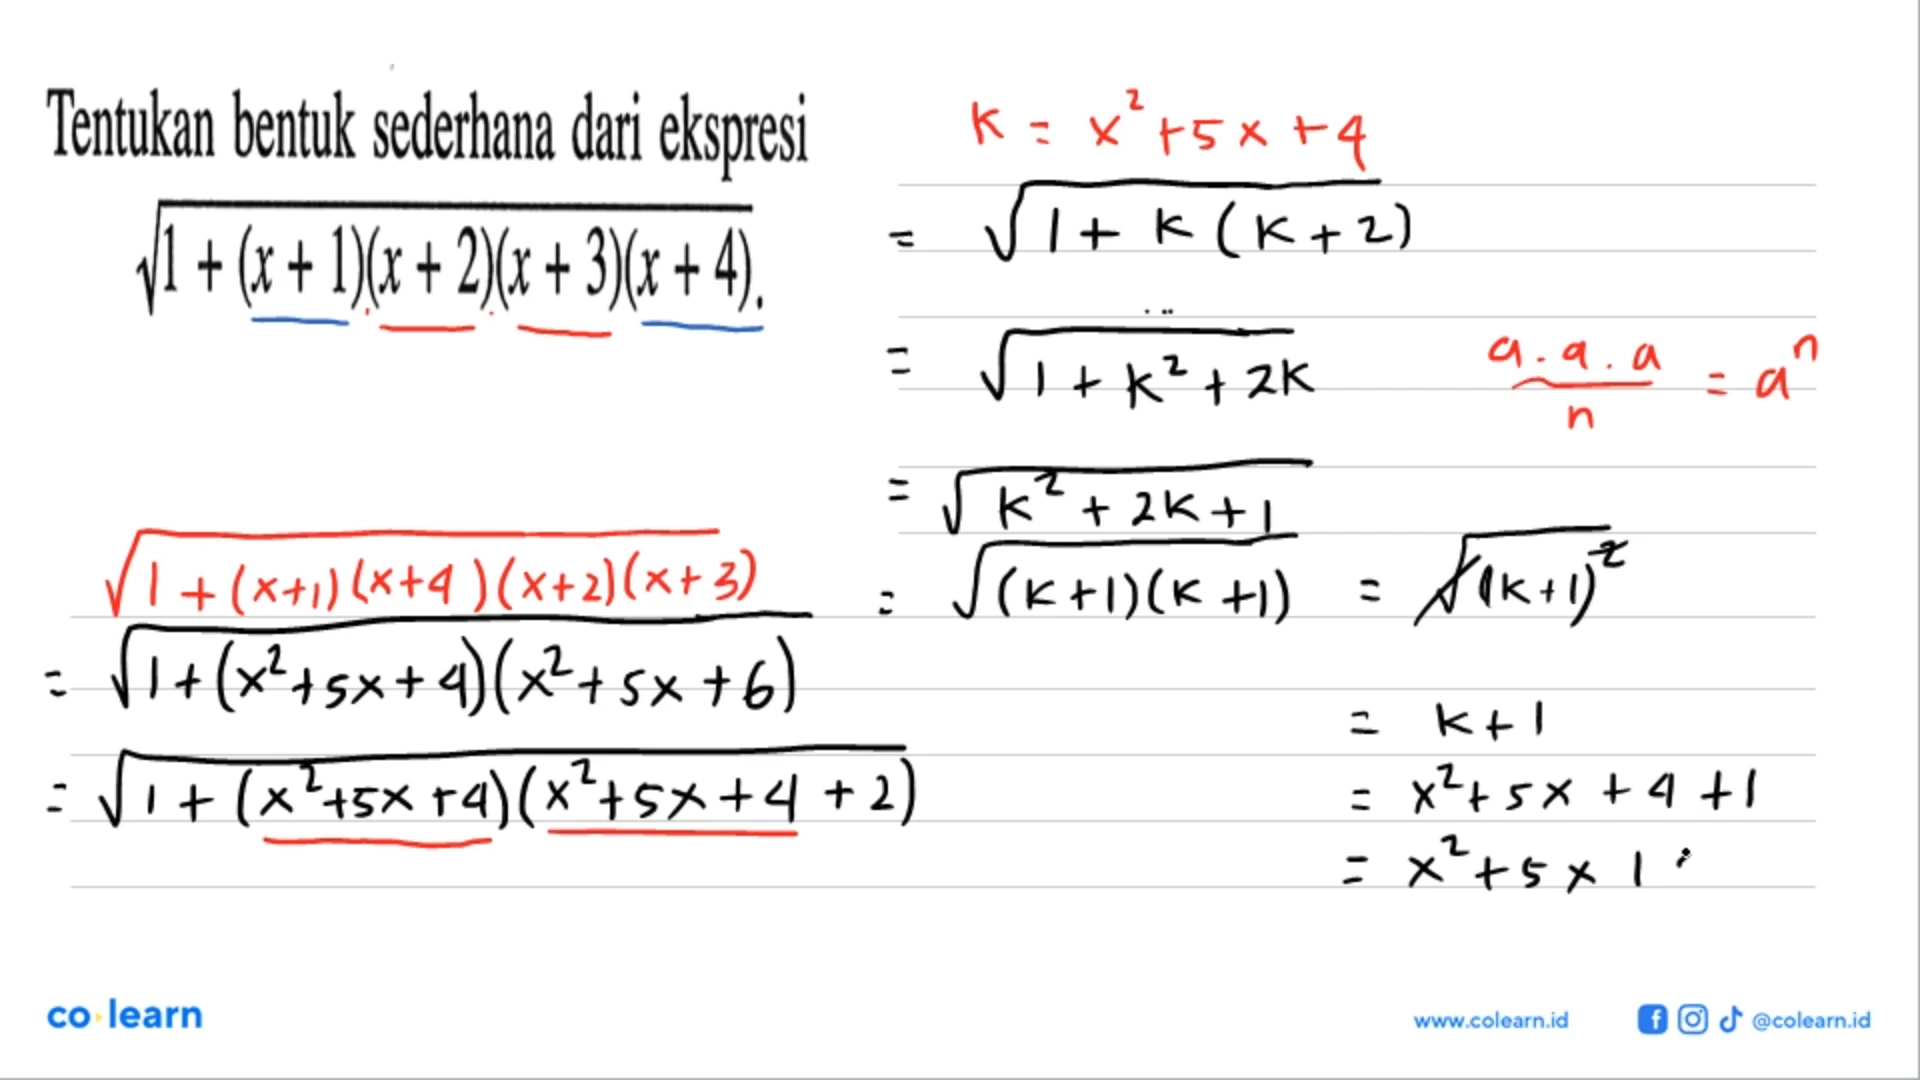 Tentukan bentuk sederhana dari ekspresi
√(1 + (x + 1)(x + 2)(x + 3)(x + 4)).
√(1 + (x+1)(x+4)(x+2)(x+3))
= √(1 + (x²+5x+4)(x²+5x+6))
= √(1 + (x²+5x+4)(x²+5x+4+2))
k = x²+5x+4
= √(1 + k(k+2))
= √(1 + k² + 2k)
a.a.a/n = aⁿ
= √(k² + 2k + 1)
= √((k+1)(k+1)) = √((k+1)²)
= k+1
= x²+5x+4+1
= x²+5x 1
co learn
www.colearn.id
@colearn.id